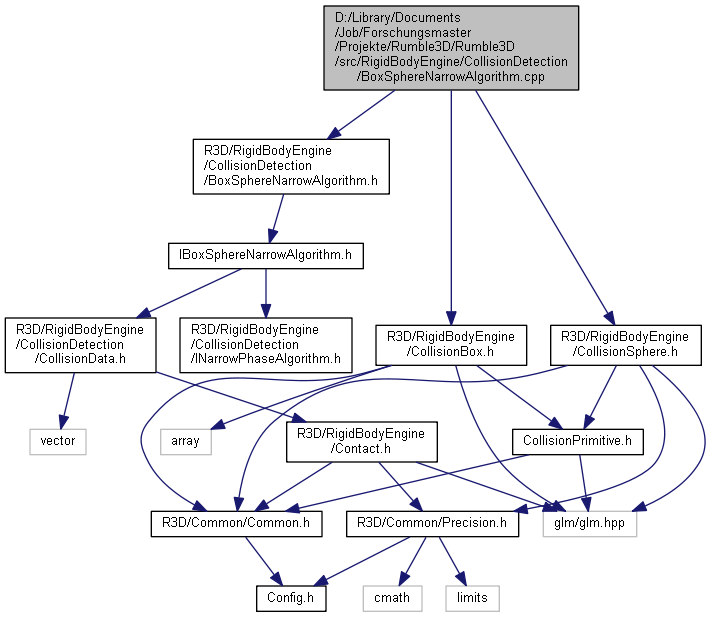 D:/Library/Documents
/Job/Forschungsmaster
/Projekte/Rumble3D/Rumble3D
/src/RigidBodyEngine/CollisionDetection
/BoxSphereNarrowAlgorithm.cpp
R3D/RigidBodyEngine
/CollisionDetection
/BoxSphereNarrowAlgorithm.h
IBoxSphereNarrowAlgorithm.h
R3D/RigidBodyEngine
/CollisionDetection
/CollisionData.h
R3D/RigidBodyEngine
/CollisionDetection
/INarrowPhaseAlgorithm.h
R3D/RigidBodyEngine
/CollisionBox.h
R3D/RigidBodyEngine
/CollisionSphere.h
vector
array
R3D/RigidBodyEngine
/Contact.h
CollisionPrimitive.h
R3D/Common/Common.h
R3D/Common/Precision.h
glm/glm.hpp
Config.h
cmath
limits